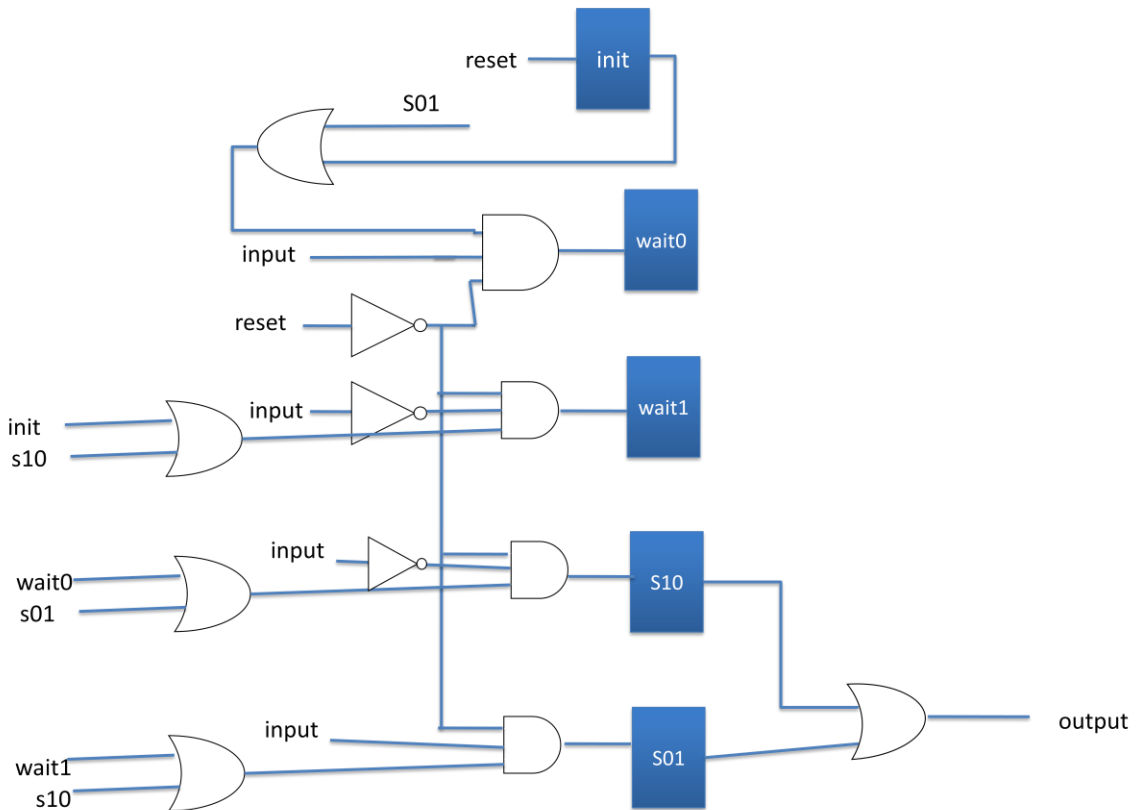 reset
init
S01
input
wait0
reset
input
wait1
init
s10
input
wait0
s01
S10
input
wait1
s10
S01
output